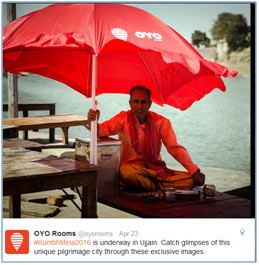 OYO
OYO Rooms @oyorooms · Apr 23
#KumbhMela2016 is underway in Ujjain. Catch glimpses of this
unique pilgrimage city through these exclusive images.